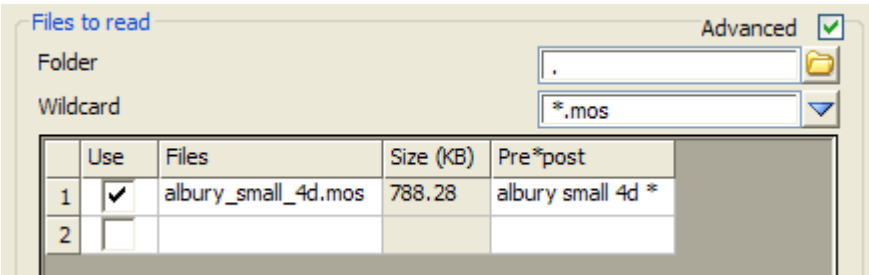 Files to read
Advanced
Folder
.
Wildcard
*.mos
Use Files Size (KB) Pre*post
1 albury_small_4d.mos 788.28 albury small 4d *
2